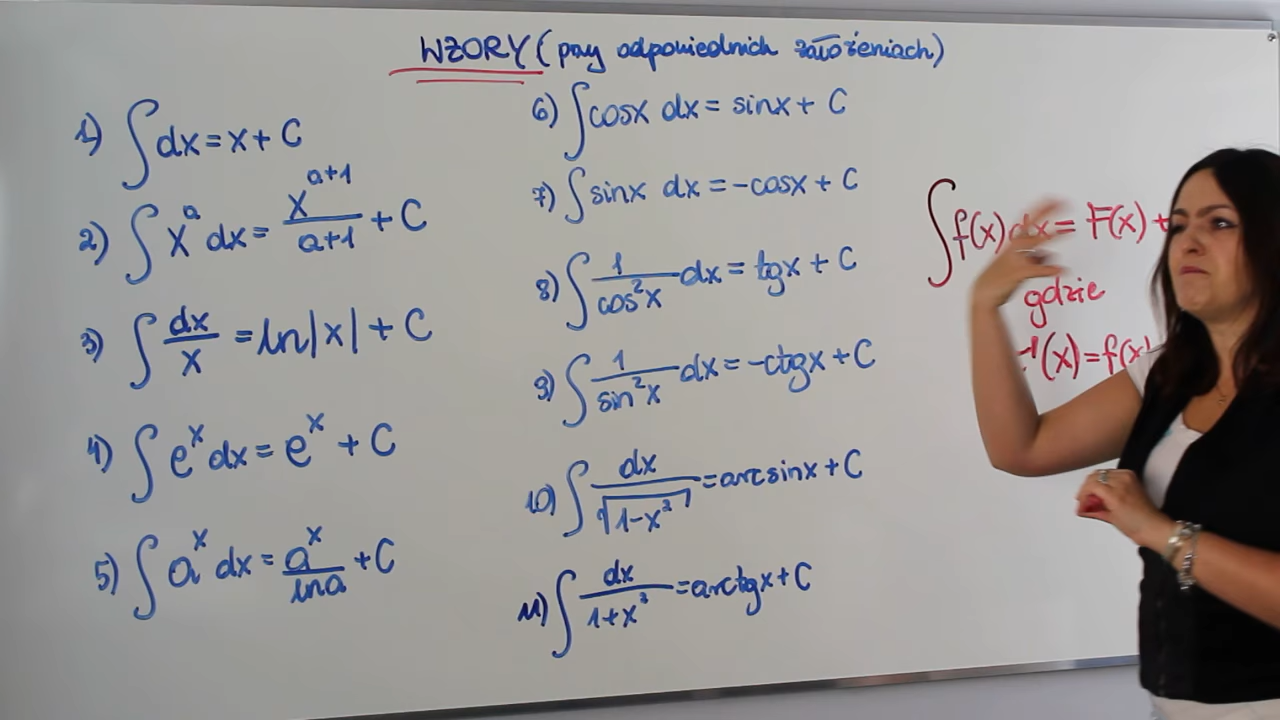 WZORY (przy odpowiednich założeniach)
1) ∫dx = x + C
2) ∫x^a dx = x^(a+1)/(a+1) + C
3) ∫dx/x = ln|x| + C
4) ∫e^x dx = e^x + C
5) ∫a^x dx = a^x/lna + C
6) ∫cosx dx = sinx + C
7) ∫sinx dx = -cosx + C
8) ∫1/cos²x dx = tgx + C
9) ∫1/sin²x dx = -ctgx + C
10) ∫dx/√(1-x²) = arcsinx + C
11) ∫dx/(1+x²) = arctgx + C
∫f(x)dx = F(x) +
gdzie
'(x) = f(x)